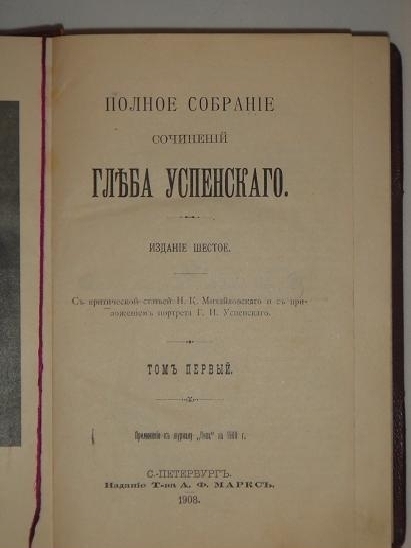 ПОЛНОЕ СОБРАНІЕ
СОЧИНЕНІЙ
ГЛѢБА УСПЕНСКАГО.
ИЗДАНІЕ ШЕСТОЕ.
Съ критической статьей Н. К. Михайловскаго и съ при-
ложеніемъ портрета Г. И. Успенскаго.
ТОМЪ ПЕРВЫЙ.
Приложеніе къ журналу „Нива“ на 1908 г.
С.-ПЕТЕРБУРГЪ.
Изданіе Т-ва А. Ф. МАРКСЪ.
1908.